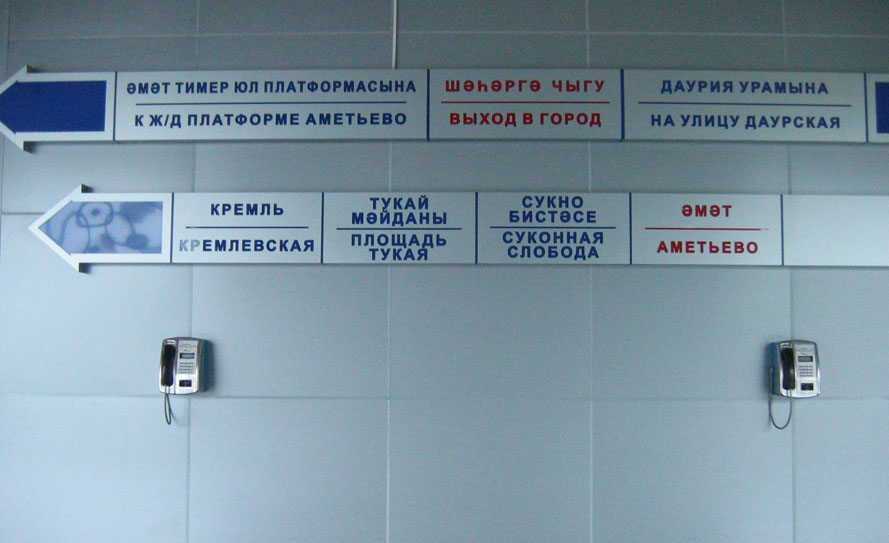 ӘМӘТ ТИМЕР ЮЛ ПЛАТФОРМАСЫНА
К Ж/Д ПЛАТФОРМЕ АМЕТЬЕВО
ШӘҺӘРГӘ ЧЫГУ
ВЫХОД В ГОРОД
ДАУРИЯ УРАМЫНА
НА УЛИЦУ ДАУРСКАЯ
КРЕМЛЬ
КРЕМЛЕВСКАЯ
ТУКАЙ
МӘЙДАНЫ
ПЛОЩАДЬ
ТУКАЯ
СУКНО
БИСТӘСЕ
СУКОННАЯ
СЛОБОДА
ӘМӘТ
АМЕТЬЕВО